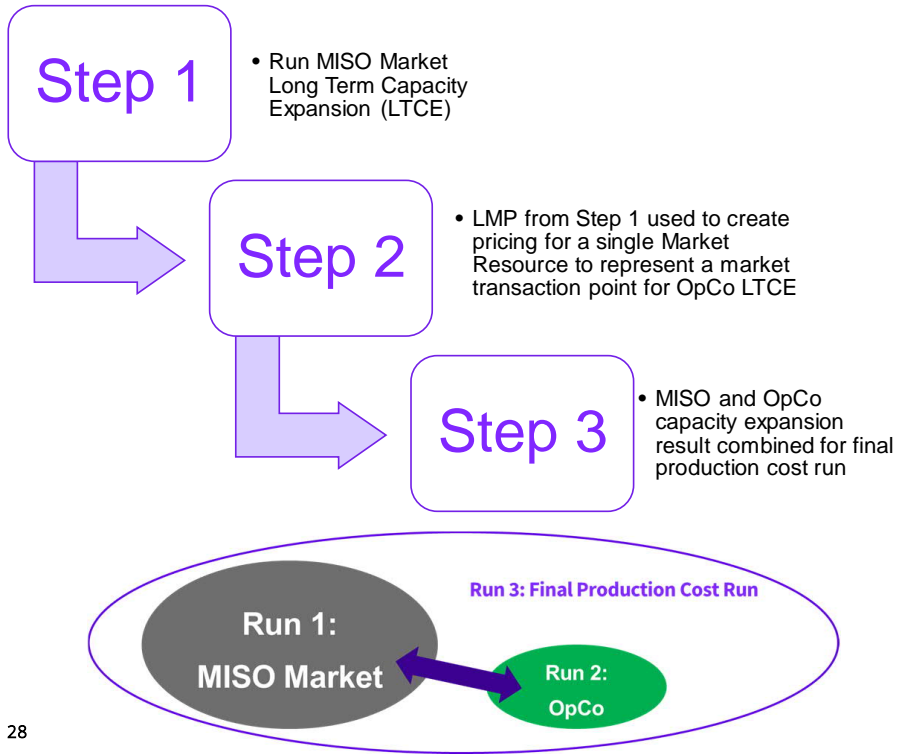 Step 1
• Run MISO Market
Long Term Capacity
Expansion (LTCE)
Step 2
• LMP from Step 1 used to create
pricing for a single Market
Resource to represent a market
transaction point for OpCo LTCE
Step 3
• MISO and OpCo
capacity expansion
result combined for final
production cost run
Run 3: Final Production Cost Run
Run 1:
MISO Market
Run 2:
OpCo
28